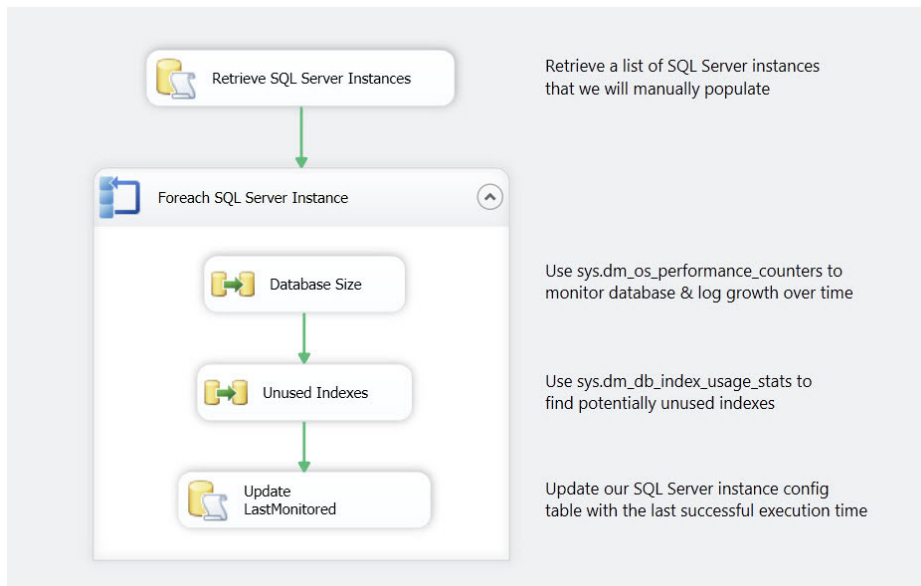 Retrieve SQL Server Instances
Retrieve a list of SQL Server instances
that we will manually populate
Foreach SQL Server Instance
Database Size
Use sys.dm_os_performance_counters to
monitor database & log growth over time
Unused Indexes
Use sys.dm_db_index_usage_stats to
find potentially unused indexes
Update
LastMonitored
Update our SQL Server instance config
table with the last successful execution time